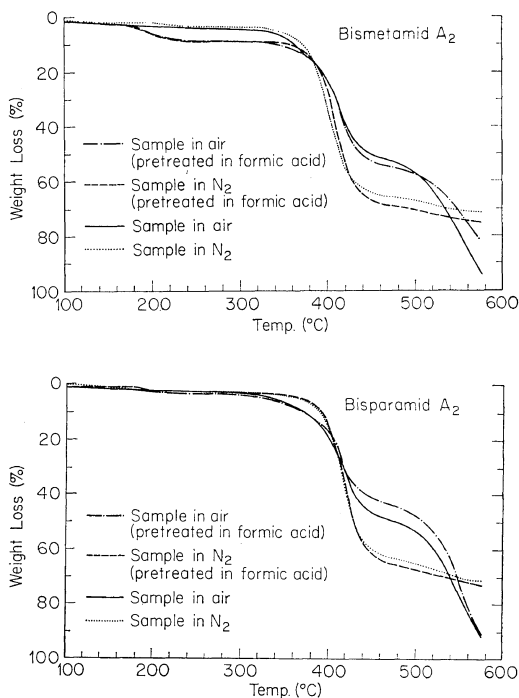 Bismetamid A2
0
20
40
60
80
100
Weight Loss (%)
Sample in air
(pretreated in formic acid)
Sample in N2
(pretreated in formic acid)
Sample in air
Sample in N2
100 200 300 400 500 600
Temp. (°C)
Bisparamid A2
0
20
40
60
80
100
Weight Loss (%)
Sample in air
(pretreated in formic acid)
Sample in N2
(pretreated in formic acid)
Sample in air
Sample in N2
100 200 300 400 500 600
Temp. (°C)